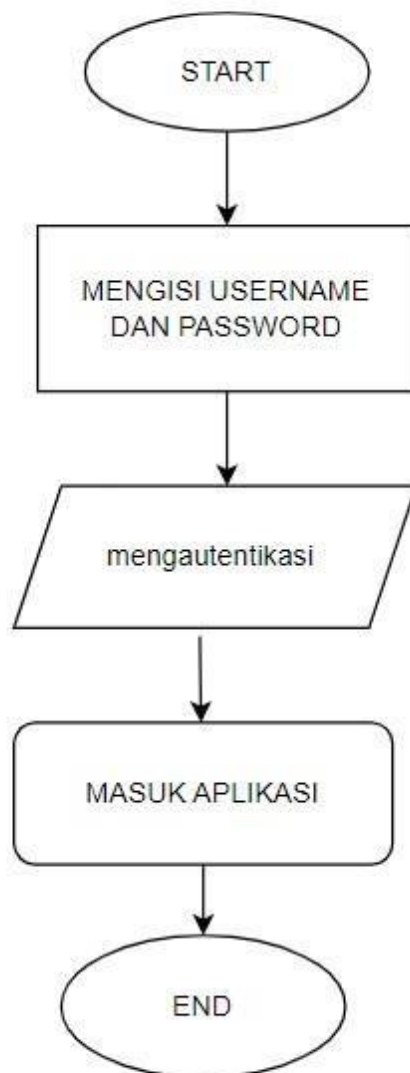 START
MENGISI USERNAME
DAN PASSWORD
mengautentikasi
MASUK APLIKASI
END